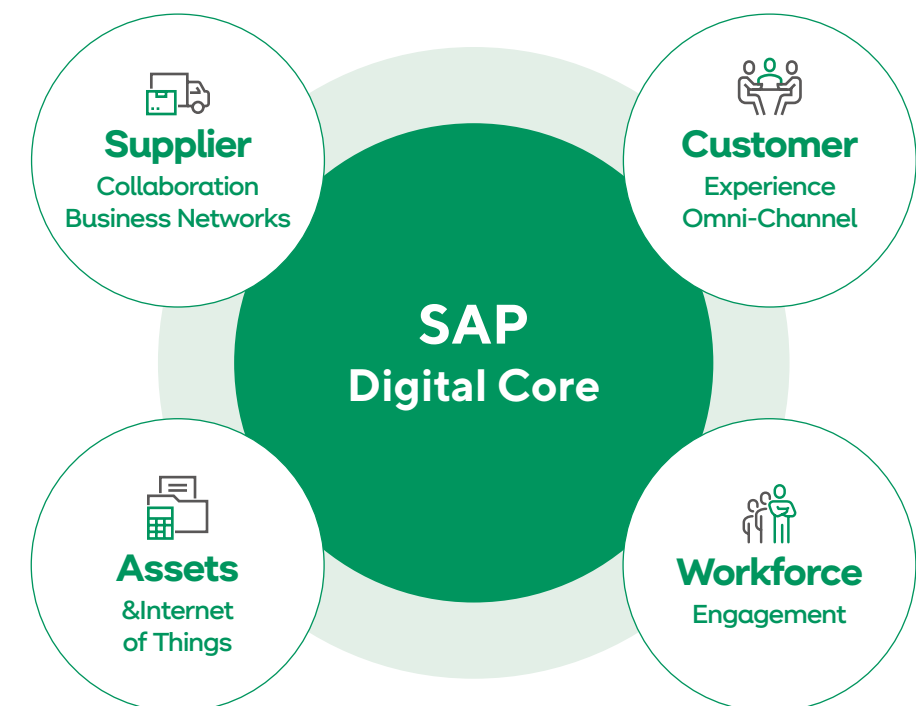 Supplier
Collaboration
Business Networks
Customer
Experience
Omni-Channel
SAP
Digital Core
Assets
&Internet
of Things
Workforce
Engagement